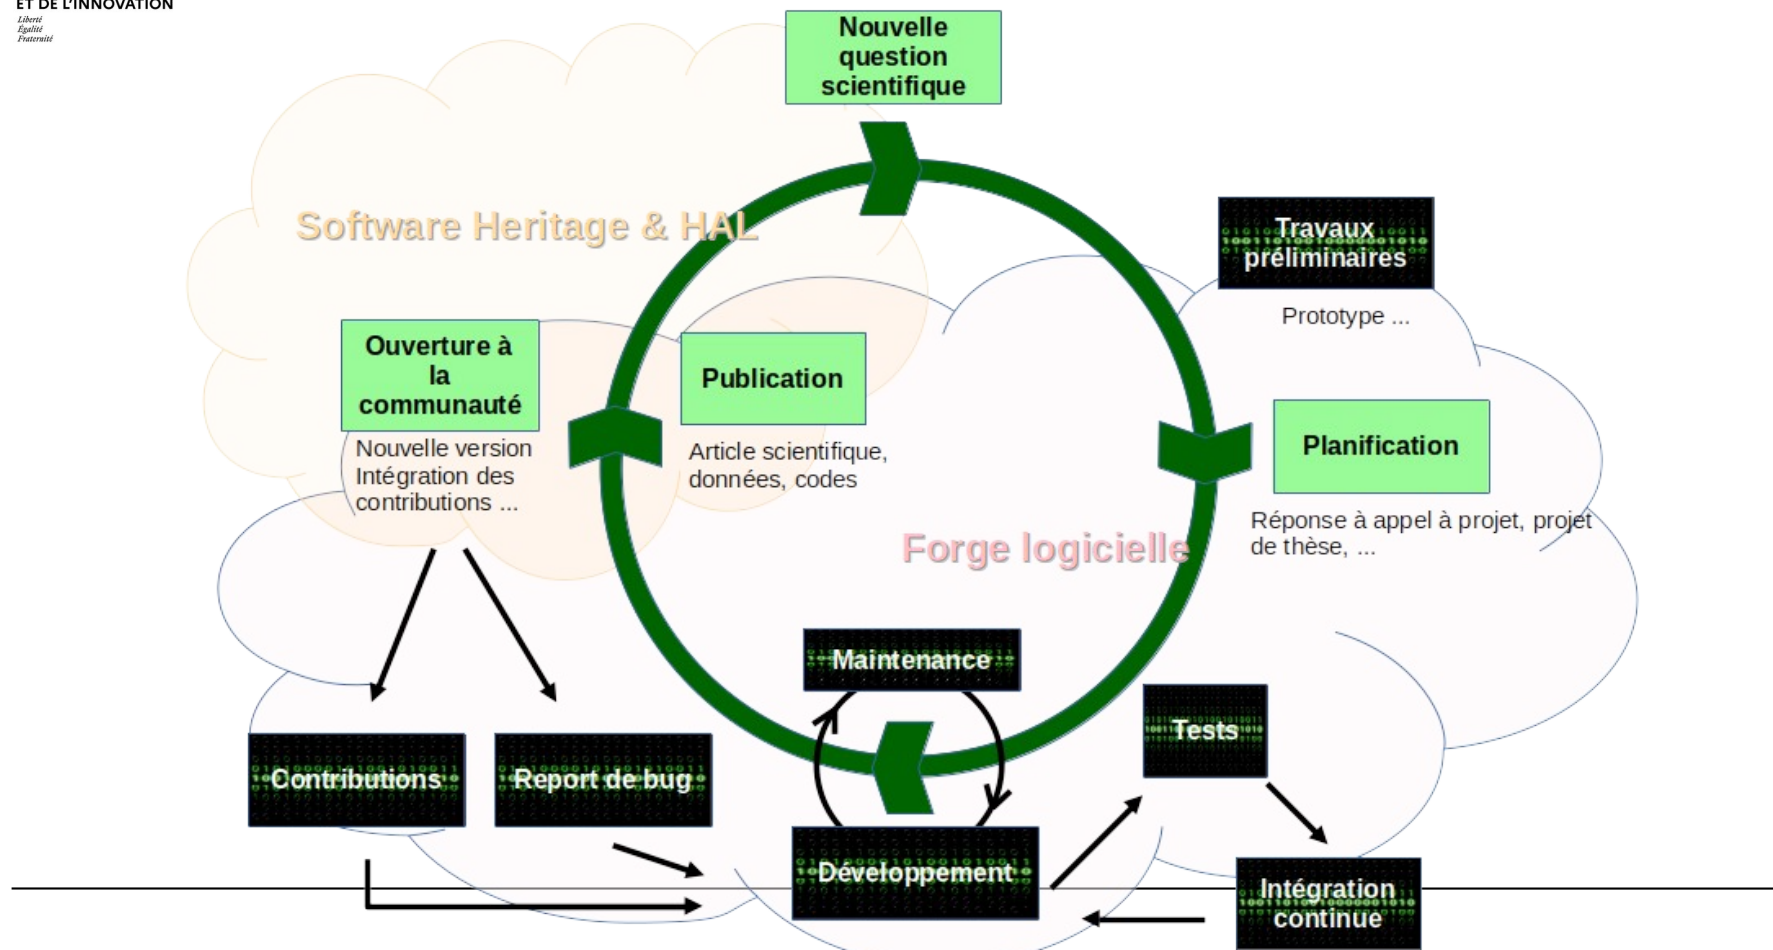 ET DE L'INNOVATION
Liberté
Égalité
Fraternité
Nouvelle
question
scientifique
Software Heritage & HAL
Travaux
préliminaires
Prototype ...
Ouverture à
la
communauté
Nouvelle version
Intégration des
contributions ...
Publication
Article scientifique,
données, codes
Planification
Réponse à appel à projet, projet
de thèse, ...
Forge logicielle
Maintenance
Tests
Contributions
Report de bug
Développement
Intégration
continue